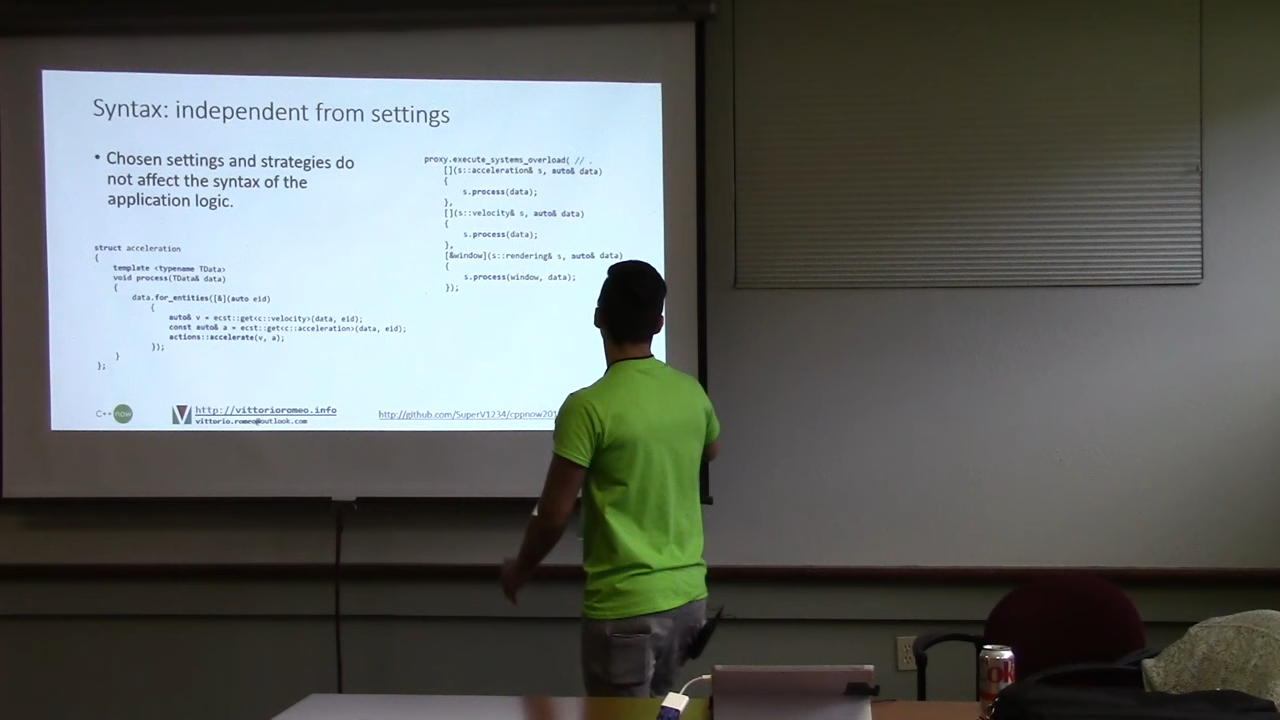 Syntax: independent from settings
• Chosen settings and strategies do
not affect the syntax of the
application logic.
struct acceleration
{
template <typename TData>
void process(TData& data)
{
data.for_entities([&](auto eid)
{
auto& v = ecst::get<c::velocity>(data, eid);
const auto& a = ecst::get<c::acceleration>(data, eid);
actions::accelerate(v, a);
});
}
};
proxy.execute_systems_overload( // .
[](s::acceleration& s, auto& data)
{
s.process(data);
},
[](s::velocity& s, auto& data)
{
s.process(data);
},
[&window](s::rendering& s, auto& data)
{
s.process(window, data);
});
C++ now
http://vittorioromeo.info
vittorio.romeo@outlook.com
http://github.com/SuperV1234/cppnow201